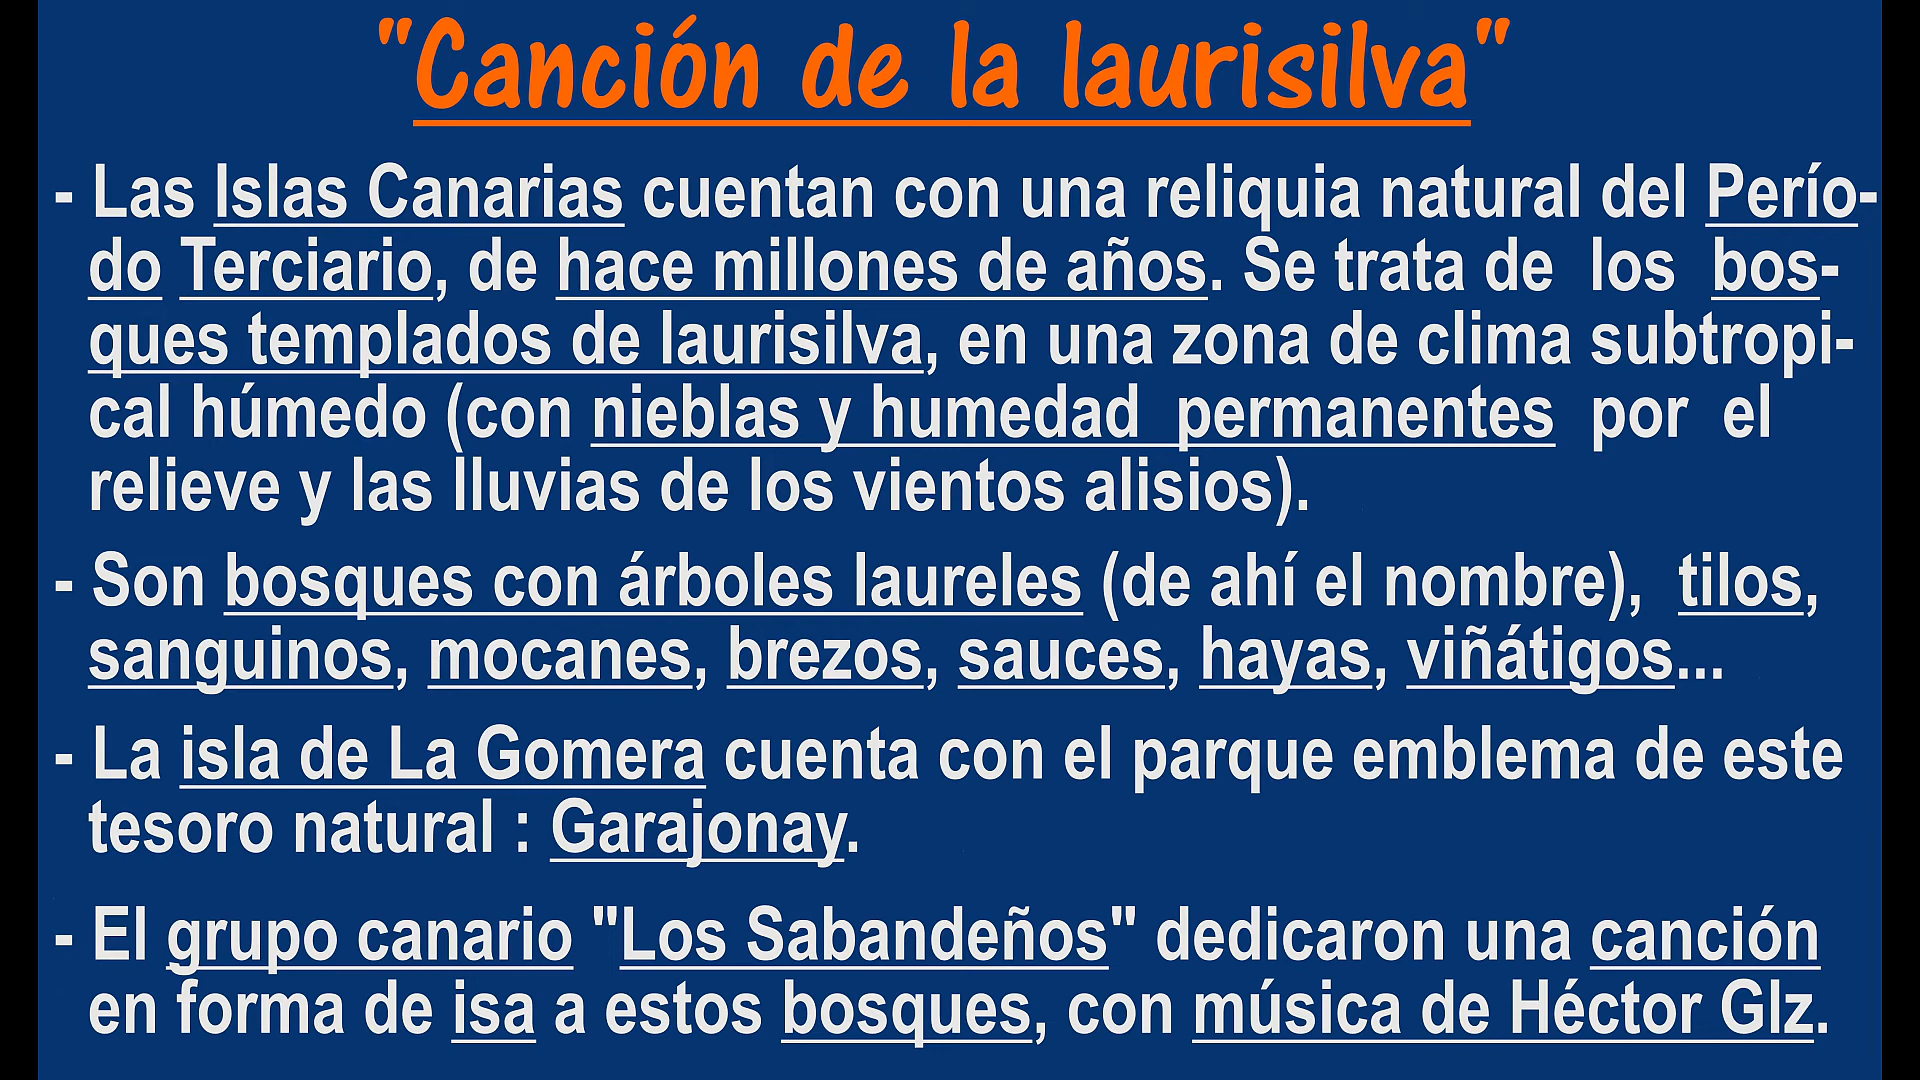 "Canción de la laurisilva"
- Las Islas Canarias cuentan con una reliquia natural del Perío-
do Terciario, de hace millones de años. Se trata de los bos-
ques templados de laurisilva, en una zona de clima subtropi-
cal húmedo (con nieblas y humedad permanentes por el
relieve y las lluvias de los vientos alisios).
- Son bosques con árboles laureles (de ahí el nombre), tilos,
sanguinos, mocanes, brezos, sauces, hayas, viñátigos...
- La isla de La Gomera cuenta con el parque emblema de este
tesoro natural : Garajonay.
- El grupo canario "Los Sabandeños" dedicaron una canción
en forma de isa a estos bosques, con música de Héctor Glz.